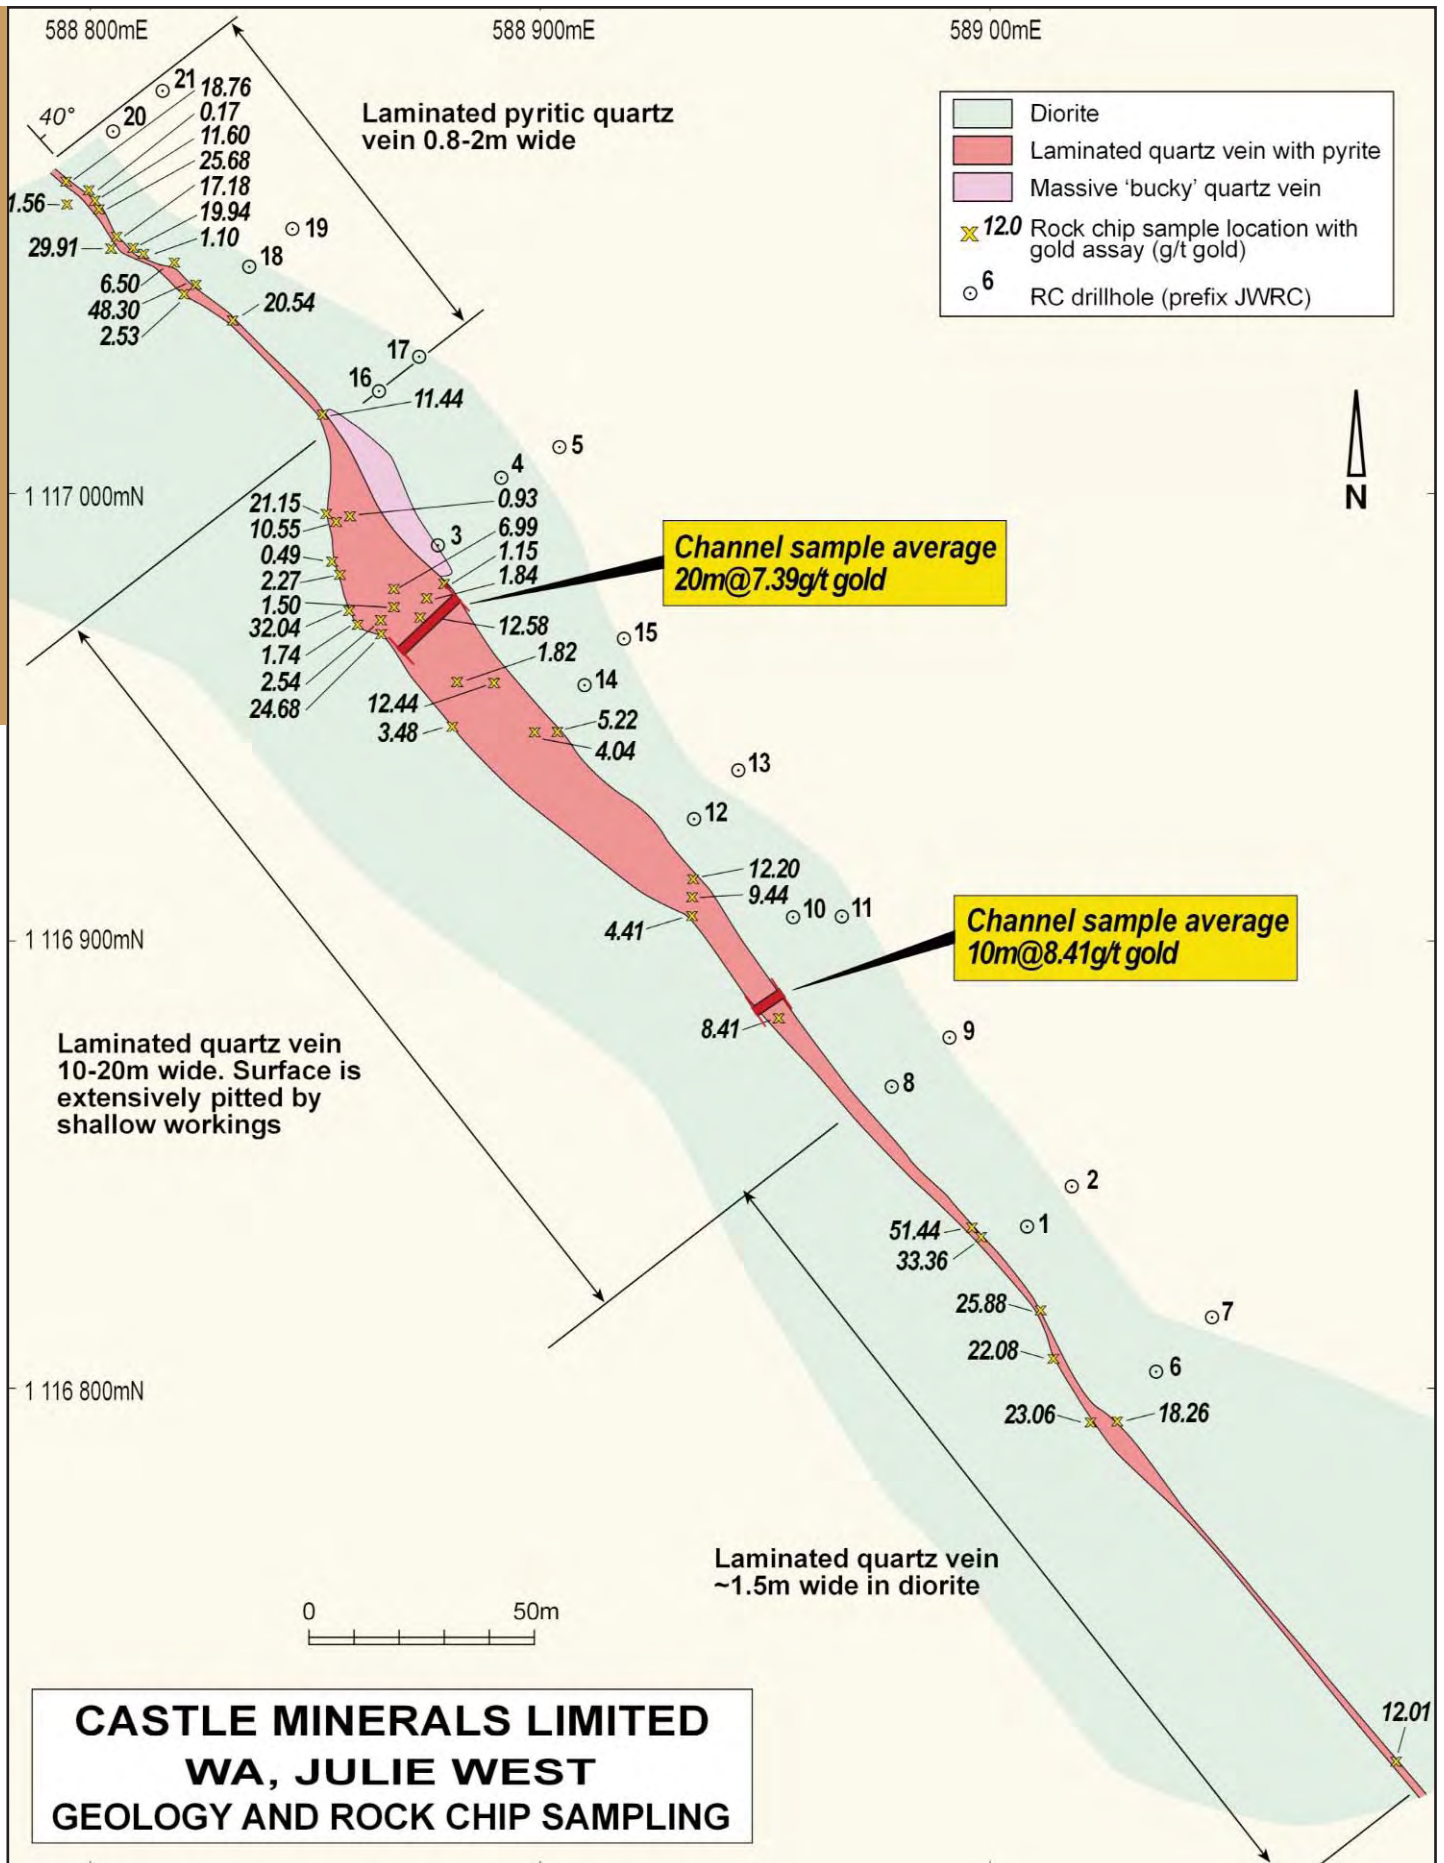 588 800mE
588 900mE
589 00mE
40°
21
20
18.76
0.17
11.60
25.68
17.18
19.94
1.10
1.56
29.91
6.50
48.30
2.53
20.54
19
18
17
16
11.44
Laminated pyritic quartz
vein 0.8-2m wide
Diorite
Laminated quartz vein with pyrite
Massive ‘bucky’ quartz vein
12.0 Rock chip sample location with
gold assay (g/t gold)
6 RC drillhole (prefix JWRC)
N
5
4
3
1 117 000mN
21.15
10.55
0.49
2.27
1.50
32.04
1.74
2.54
24.68
0.93
6.99
1.15
1.84
12.58
1.82
12.44
3.48
5.22
4.04
Channel sample average
20m@7.39g/t gold
15
14
13
12
12.20
9.44
4.41
10
11
1 116 900mN
Channel sample average
10m@8.41g/t gold
8.41
9
8
Laminated quartz vein
10-20m wide. Surface is
extensively pitted by
shallow workings
2
1
51.44
33.36
25.88
22.08
7
6
1 116 800mN
23.06
18.26
Laminated quartz vein
~1.5m wide in diorite
12.01
0 50m
CASTLE MINERALS LIMITED
WA, JULIE WEST
GEOLOGY AND ROCK CHIP SAMPLING